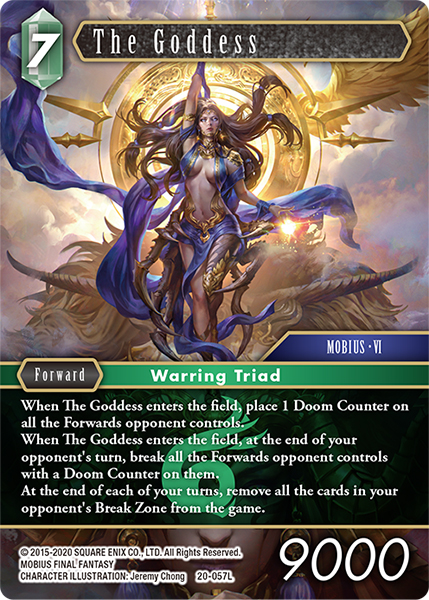 7
The Goddess
MOBIUS · VI
Forward
Warring Triad
When The Goddess enters the field, place 1 Doom Counter on
all the Forwards opponent controls.
When The Goddess enters the field, at the end of your
opponent's turn, break all the Forwards opponent controls
with a Doom Counter on them.
At the end of each of your turns, remove all the cards in your
opponent's Break Zone from the game.
© 2015-2020 SQUARE ENIX CO., LTD. All Rights Reserved.
MOBIUS FINAL FANTASY
CHARACTER ILLUSTRATION: Jeremy Chong 20-057L
9000